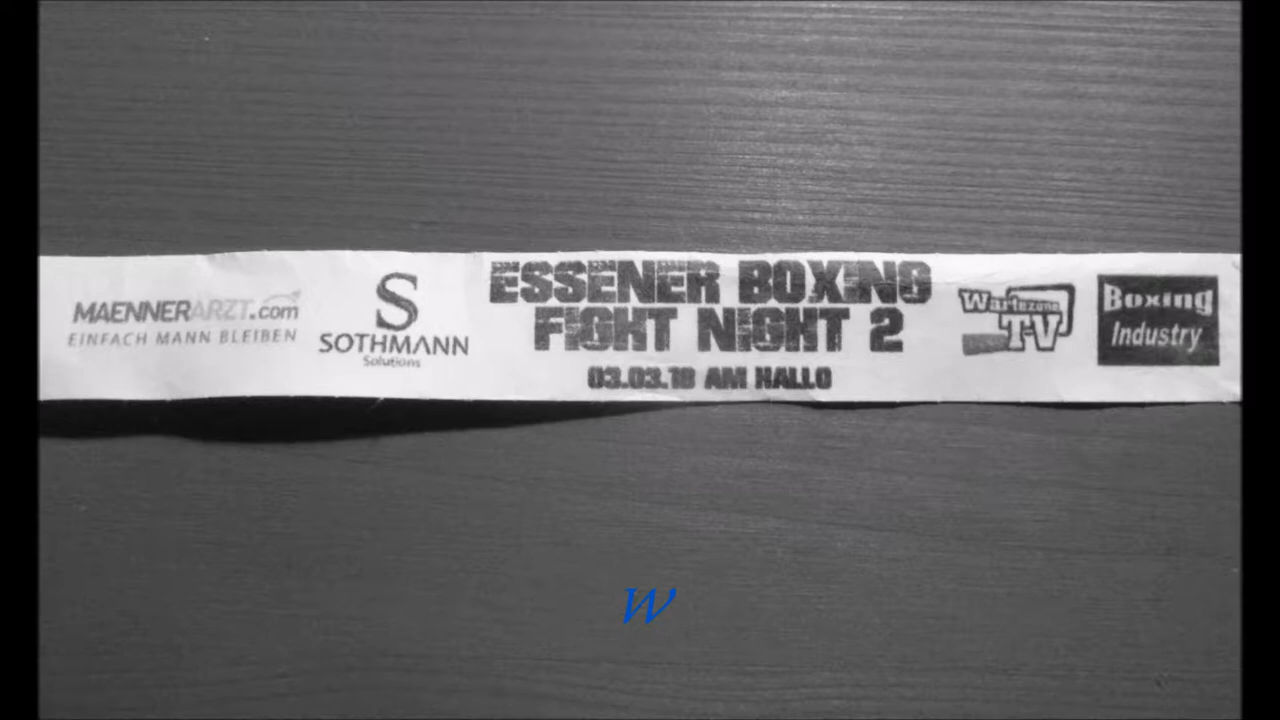 MAENNERARZT.com
EINFACH MANN BLEIBEN
S
SOTHMANN
Solutions
ESSENER BOXING
FIGHT NIGHT 2
03.03.18 AM HALLO
Wartezone
TV
Boxing
Industry
w